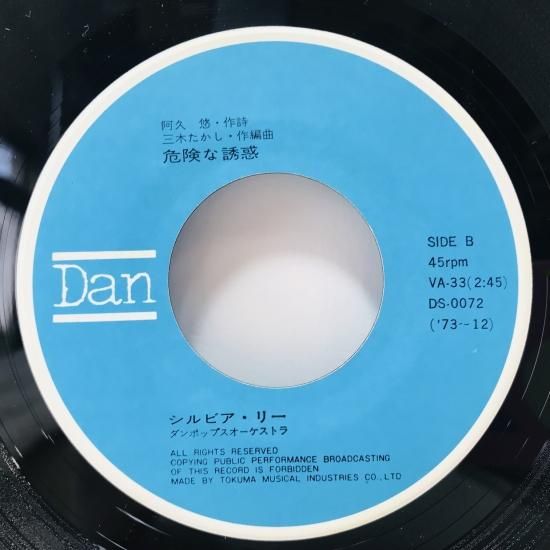 阿久 悠・作詩
三木たかし・作編曲
危険な誘惑
Dan
SIDE B
45rpm
VA-33(2:45)
DS-0072
('73--12)
シルビア・リー
ダンポップスオーケストラ
ALL RIGHTS RESERVED
COPYING PUBLIC PERFORMANCE BROADCASTING
OF THIS RECORD IS FORBIDDEN
MADE BY TOKUMA MUSICAL INDUSTRIES CO.,LTD